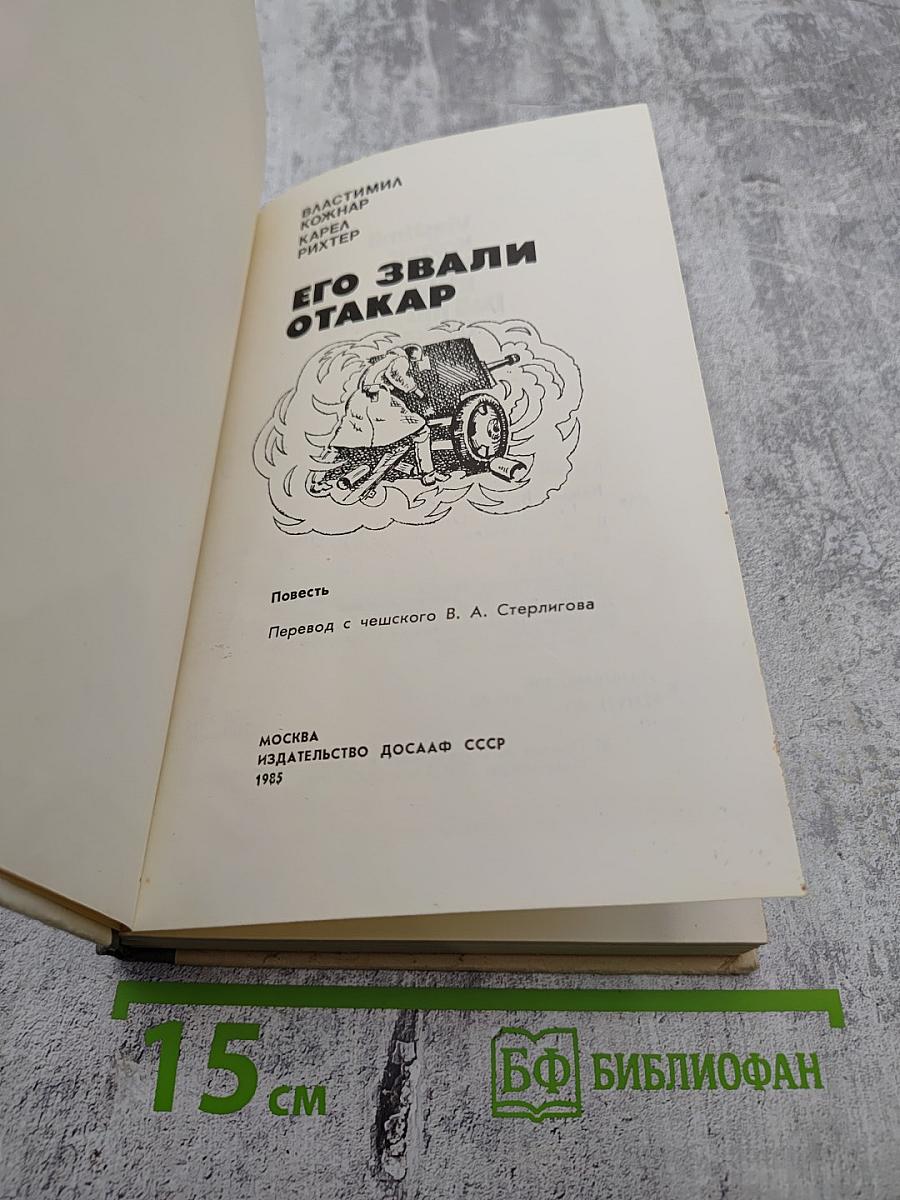 ВЛАСТИМИЛ
КОЖНАР
КАРЕЛ
РИХТЕР
ЕГО ЗВАЛИ
ОТАКАР
Повесть
Перевод с чешского В. А. Стерлигова
МОСКВА
ИЗДАТЕЛЬСТВО ДОСААФ СССР
1985
15 см
БФ БИБЛИОФАН